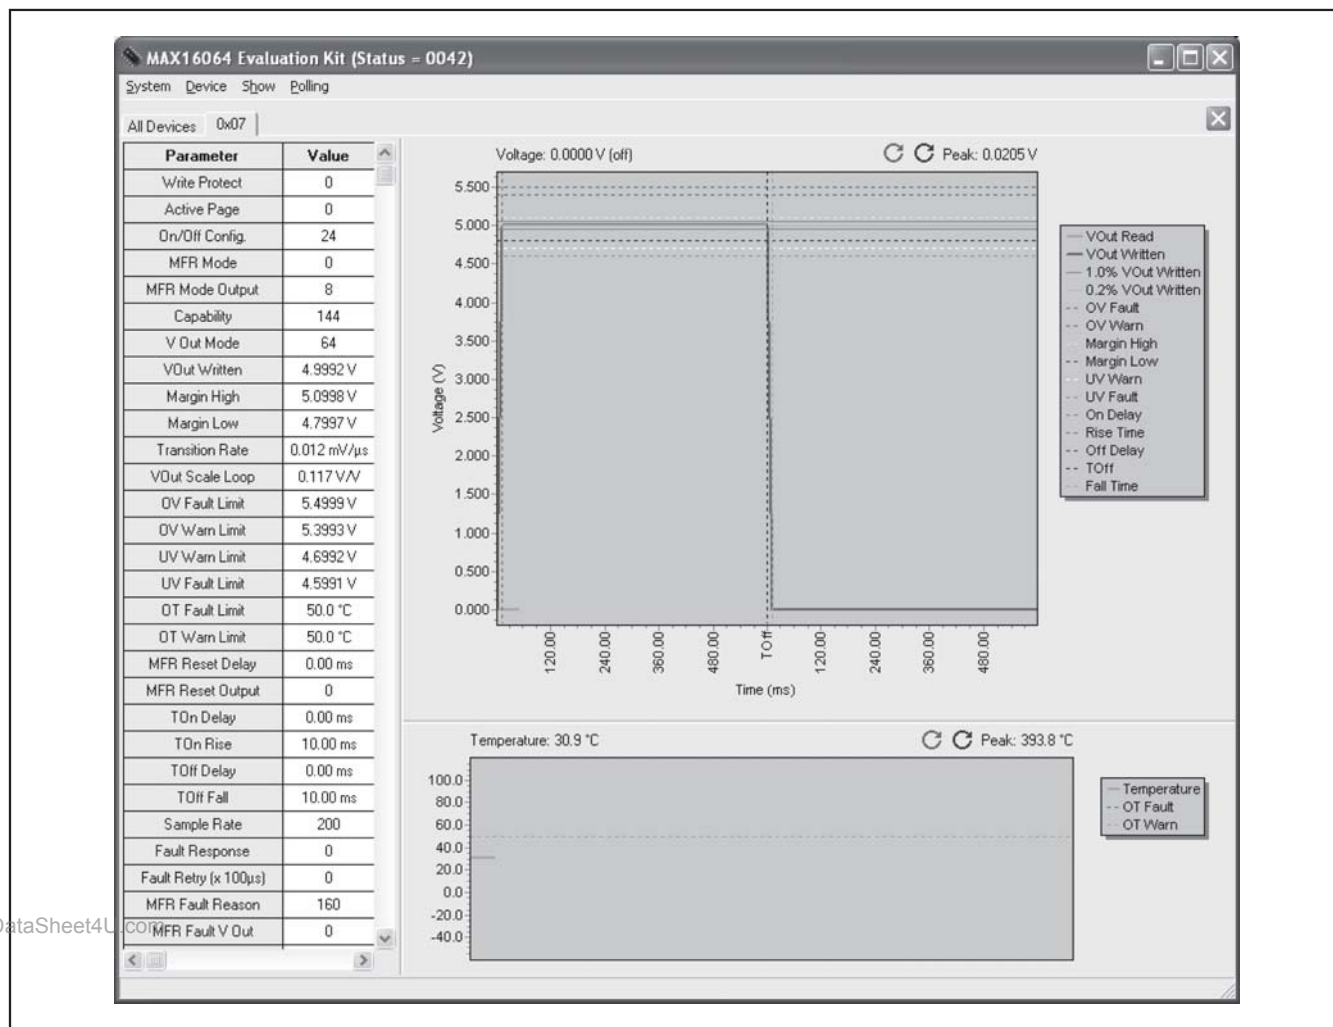 MAX16064 Evaluation Kit (Status = 0042)
System Device Show Polling
All Devices 0x07
Parameter Value
Write Protect 0
Active Page 0
On/Off Config. 24
MFR Mode 0
MFR Mode Output 8
Capability 144
V Out Mode 64
VOut Written 4.9992 V
Margin High 5.0998 V
Margin Low 4.7997 V
Transition Rate 0.012 mV/µs
VOut Scale Loop 0.117 V/V
OV Fault Limit 5.4999 V
OV Warn Limit 5.3993 V
UV Warn Limit 4.6992 V
UV Fault Limit 4.5991 V
OT Fault Limit 50.0 °C
OT Warn Limit 50.0 °C
MFR Reset Delay 0.00 ms
MFR Reset Output 0
TOn Delay 0.00 ms
TOn Rise 10.00 ms
TOff Delay 0.00 ms
TOff Fall 10.00 ms
Sample Rate 200
Fault Response 0
Fault Retry (x 100µs) 0
MFR Fault Reason 160
MFR Fault V Out 0
DataSheet4U.com
Voltage: 0.0000 V (off) Peak: 0.0205 V
5.500
5.000
4.500
4.000
3.500
3.000
2.500
2.000
1.500
1.000
0.500
0.000
Voltage (V)
120.00 240.00 360.00 480.00 TOff 120.00 240.00 360.00 480.00
Time (ms)
VOut Read
VOut Written
1.0% VOut Written
0.2% VOut Written
OV Fault
OV Warn
Margin High
Margin Low
UV Warn
UV Fault
On Delay
Rise Time
Off Delay
TOff
Fall Time
Temperature: 30.9 °C Peak: 393.8 °C
100.0
80.0
60.0
40.0
20.0
0.0
-20.0
-40.0
Temperature
OT Fault
OT Warn